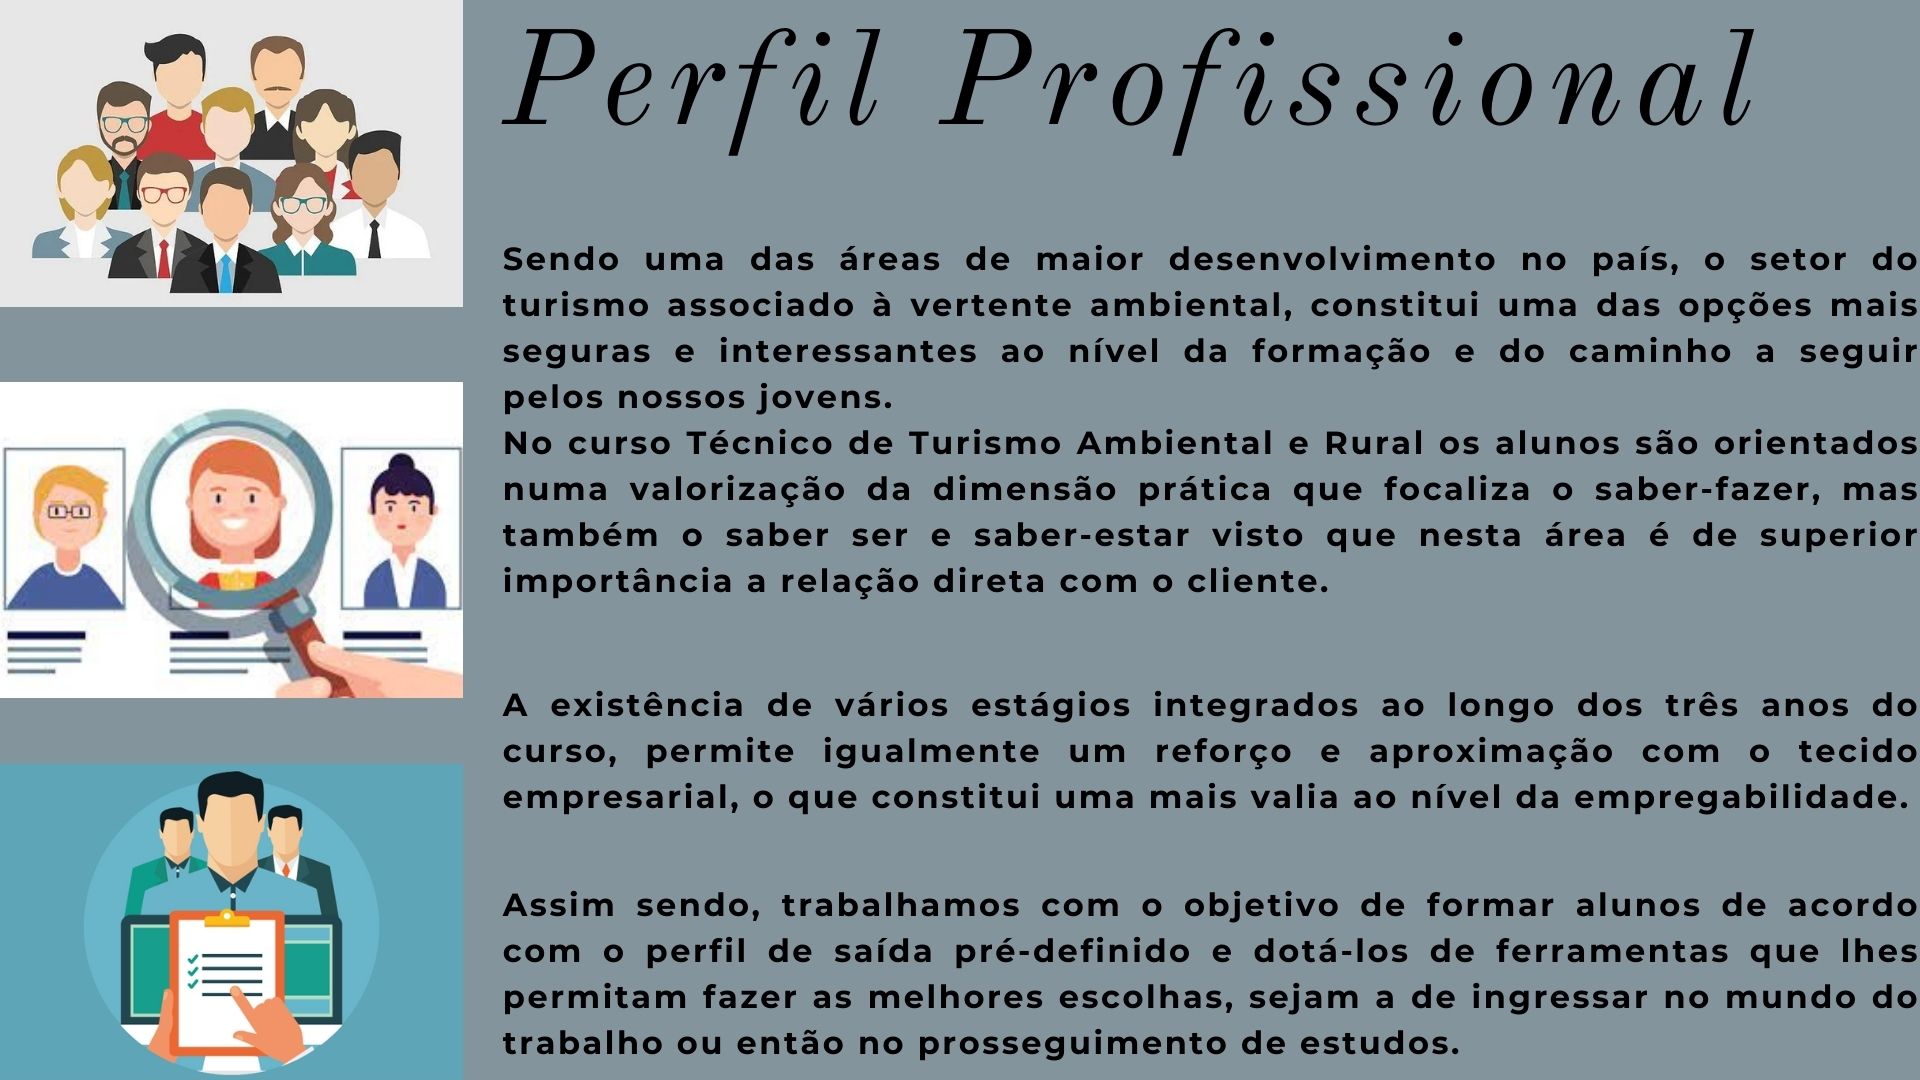 Perfil Profissional
Sendo uma das áreas de maior desenvolvimento no país, o setor do
turismo associado à vertente ambiental, constitui uma das opções mais
seguras e interessantes ao nível da formação e do caminho a seguir
pelos nossos jovens.
No curso Técnico de Turismo Ambiental e Rural os alunos são orientados
numa valorização da dimensão prática que focaliza o saber-fazer, mas
também o saber ser e saber-estar visto que nesta área é de superior
importância a relação direta com o cliente.
A existência de vários estágios integrados ao longo dos três anos do
curso, permite igualmente um reforço e aproximação com o tecido
empresarial, o que constitui uma mais valia ao nível da empregabilidade.
Assim sendo, trabalhamos com o objetivo de formar alunos de acordo
com o perfil de saída pré-definido e dotá-los de ferramentas que lhes
permitam fazer as melhores escolhas, sejam a de ingressar no mundo do
trabalho ou então no prosseguimento de estudos.